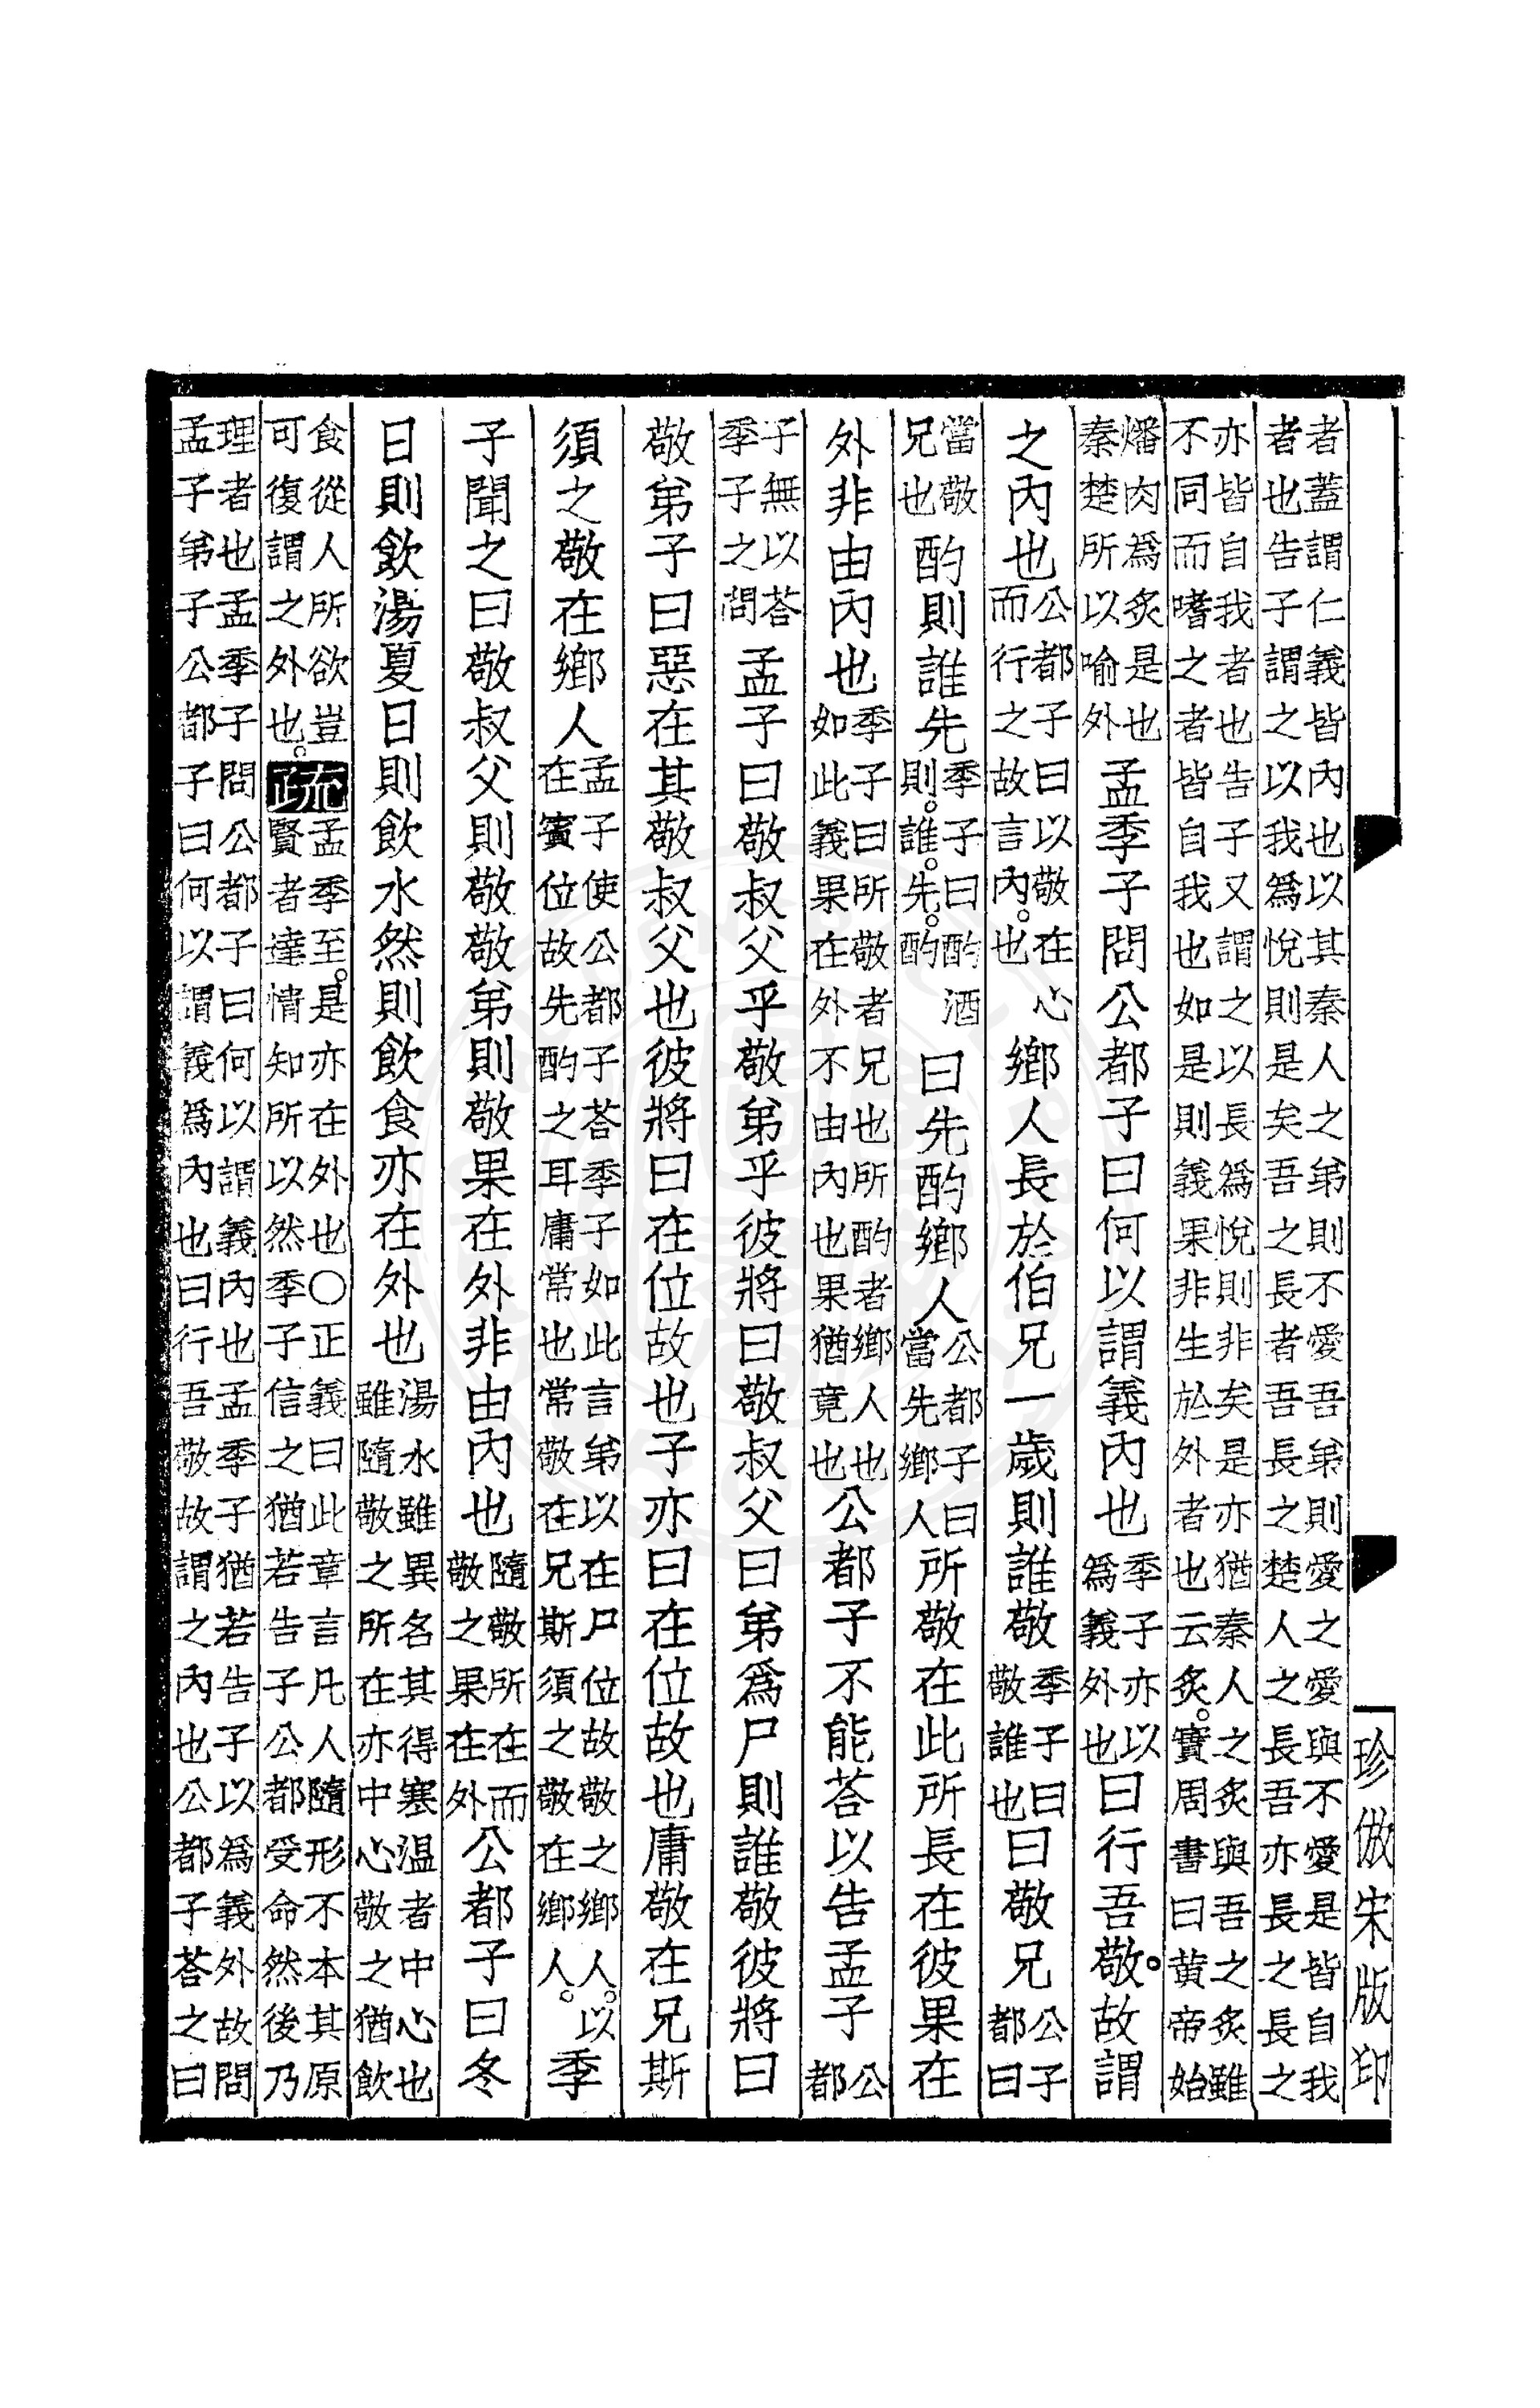 者蓋謂仁義皆內也以其秦人之弟則不愛吾弟則愛之愛與不愛是皆自我
者也告子謂之以我爲悅則是矣吾之長者吾長之楚人之長吾亦長之長之
亦皆自我者也告子又謂之以長爲悅則非矣是亦猶秦人之炙與吾之炙雖
不同而嗜之者皆自我也如是則義果非生於外者也云炙。實周書曰黄帝始
燔肉爲炙是也秦楚所以喻外孟季子問公都子曰何以謂義內也季子亦以爲義外也曰行吾敬。故謂
之內也公都子曰以敬在心而行之故言內。也鄉人長於伯兄一歲則誰敬季子曰敬誰也曰敬兄公子都曰
當敬兄也酌則誰先季子曰酌酒則。誰。先。酌曰先酌鄉人公都子曰當先鄉人所敬在此所長在彼果在
外非由內也季子曰所敬者兄也所酌者鄉人也如此義果在外不由內也果猶竟也公都子不能荅以告孟子公都
子無以荅季子之問孟子曰敬叔父乎敬弟乎彼將曰敬叔父曰弟爲尸則誰敬彼將曰
敬弟子曰惡在其敬叔父也彼將曰在位故也子亦曰在位故也庸敬在兄斯
須之敬在鄉人孟子使公都子荅季子如此言弟以在尸位故敬之鄉人。以在賓位故先酌之耳庸常也常敬在兄斯須之敬在鄉人。季
子聞之曰敬叔父則敬敬弟則敬果在外非由內也隨敬所在而敬之果在外公都子曰冬
日則飲湯夏日則飲水然則飲食亦在外也湯水雖異名其得寒温者中心也雖隨敬之所在亦中心敬之猶飲
食從人所欲豈可復謂之外也。疏孟季至。是亦在外也○正義曰此章言凡人隨形不本其原
賢者達情知所以然季子信之猶若告子公都受命然後乃
理者也孟季子問公都子曰何以謂義內也孟季子猶若告子以爲義外故問
孟子弟子公都子曰何以謂義爲內也曰行吾敬故謂之內也公都子荅之曰
珍倣宋版印